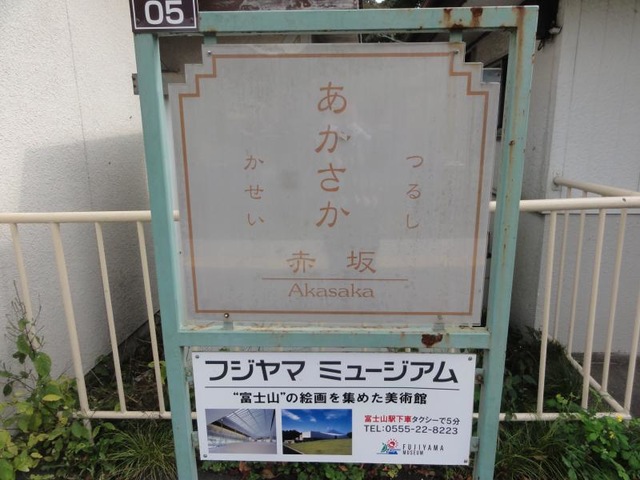 05
あかさか
つるし
かせい
赤坂
Akasaka
フジヤマ ミュージアム
“富士山”の絵画を集めた美術館
富士山駅下車タクシーで5分
TEL:0555-22-8223
FUJIYAMA
MUSEUM